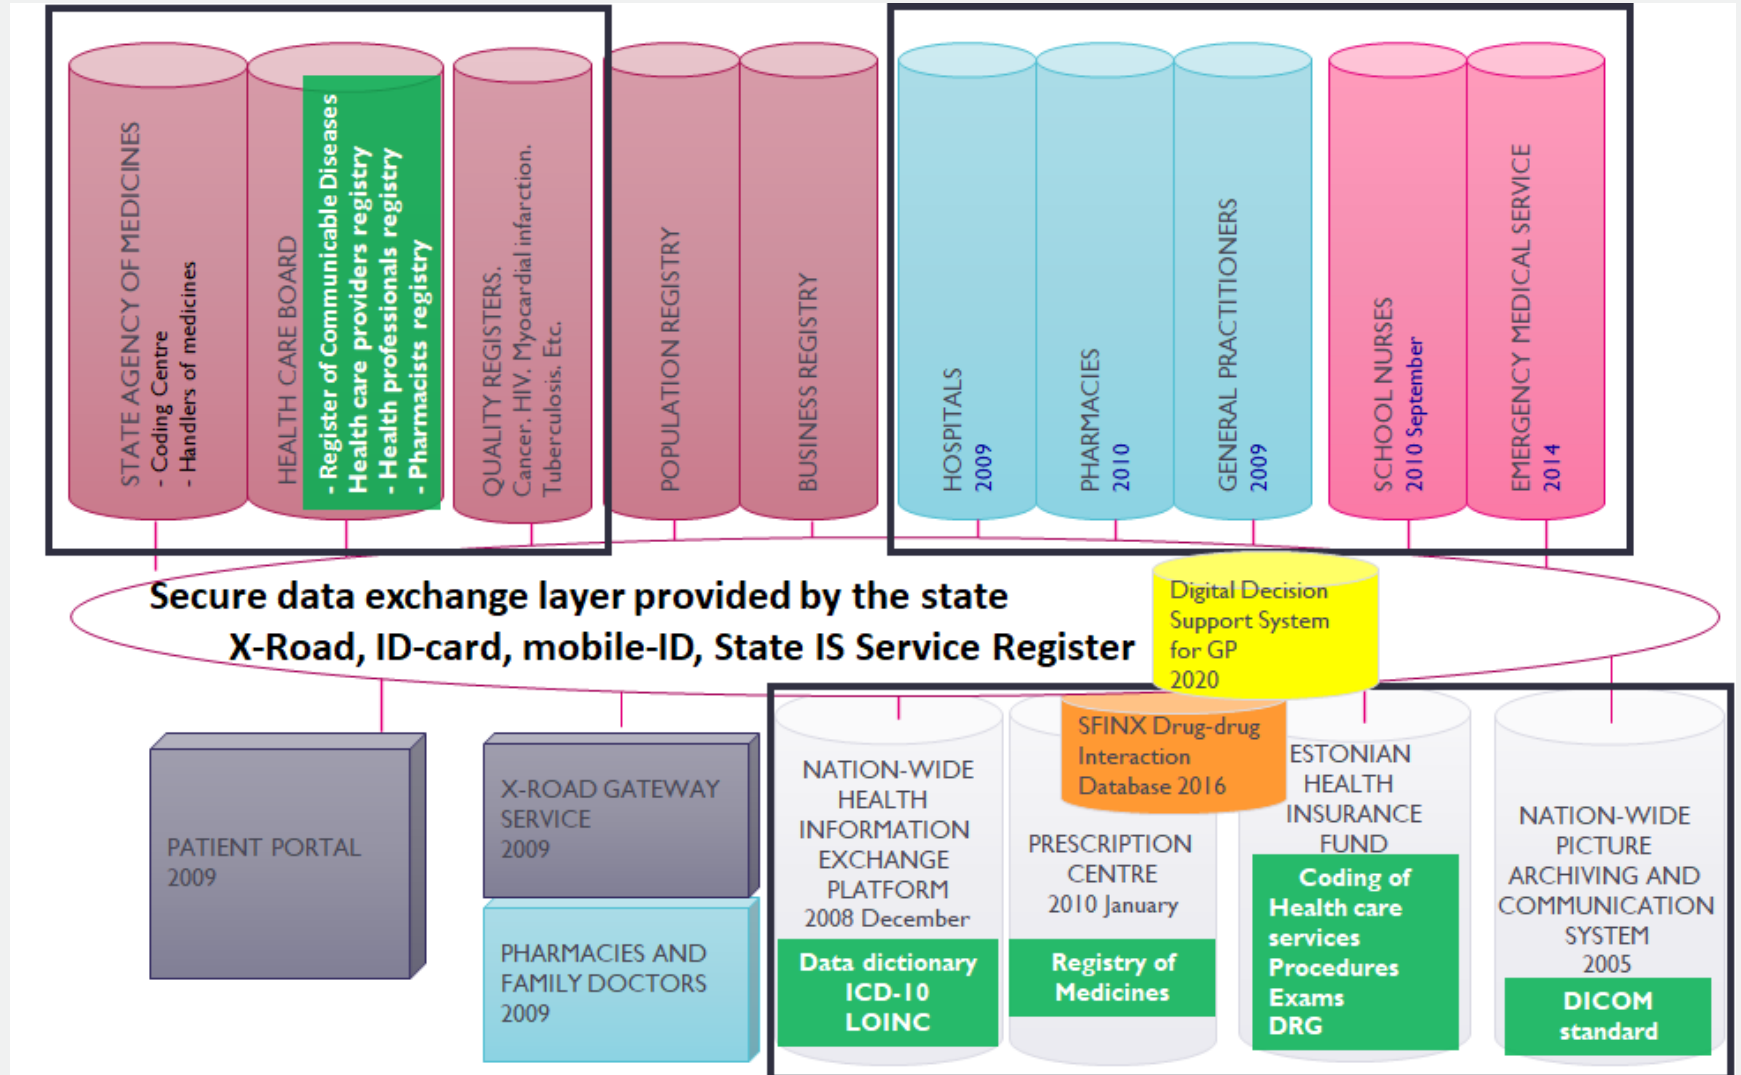 STATE AGENCY OF MEDICINES
- Coding Centre
- Handlers of medicines
HEALTH CARE BOARD
- Register of Communicable Diseases
Health care providers registry
- Health professionals registry
- Pharmacists registry
QUALITY REGISTERS.
Cancer. HIV. Myocardial infarction.
Tuberculosis. Etc.
POPULATION REGISTRY
BUSINESS REGISTRY
HOSPITALS
2009
PHARMACIES
2010
GENERAL PRACTITIONERS
2009
SCHOOL NURSES
2010 September
EMERGENCY MEDICAL SERVICE
2014
Secure data exchange layer provided by the state
X-Road, ID-card, mobile-ID, State IS Service Register
Digital Decision
Support System
for GP
2020
PATIENT PORTAL
2009
X-ROAD GATEWAY
SERVICE
2009
PHARMACIES AND
FAMILY DOCTORS
2009
NATION-WIDE
HEALTH
INFORMATION
EXCHANGE
PLATFORM
2008 December
Data dictionary
ICD-10
LOINC
SFINX Drug-drug
Interaction
Database 2016
PRESCRIPTION
CENTRE
2010 January
Registry of
Medicines
ESTONIAN
HEALTH
INSURANCE
FUND
Coding of
Health care
services
Procedures
Exams
DRG
NATION-WIDE
PICTURE
ARCHIVING AND
COMMUNICATION
SYSTEM
2005
DICOM
standard